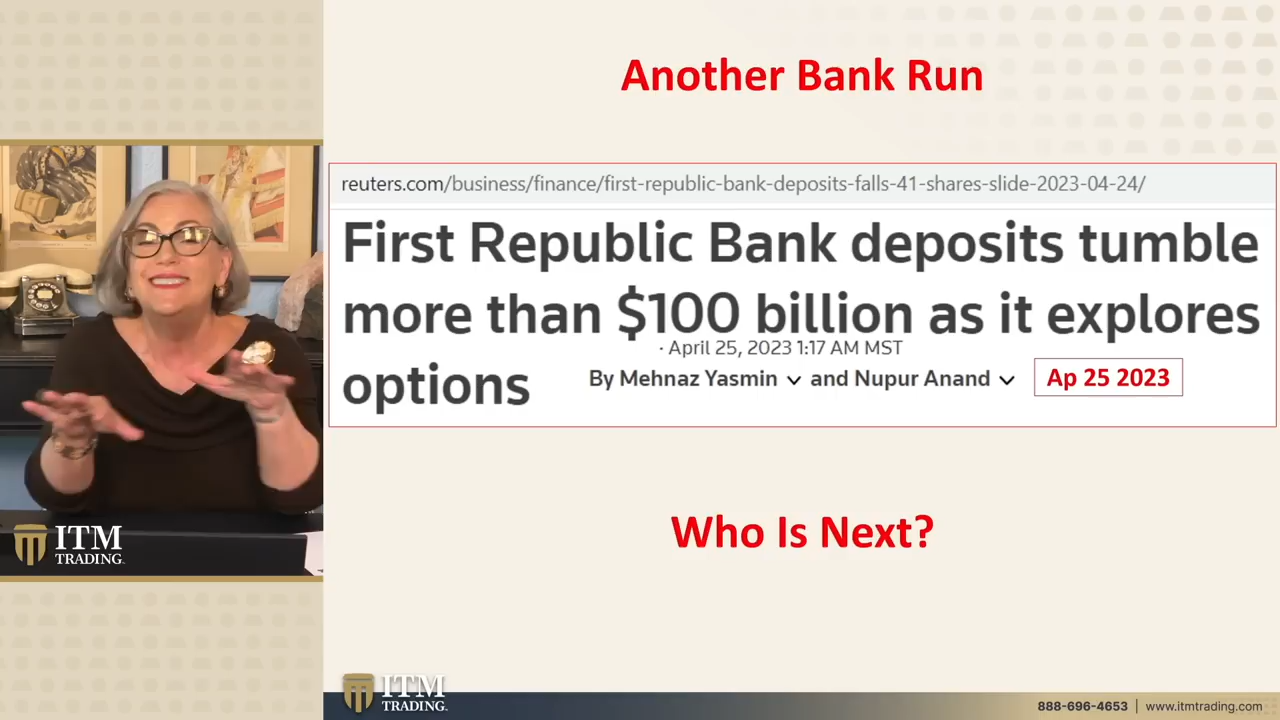 Another Bank Run
reuters.com/business/finance/first-republic-bank-deposits-falls-41-shares-slide-2023-04-24/
First Republic Bank deposits tumble
more than $100 billion as it explores
options
· April 25, 2023 1:17 AM MST
By Mehnaz Yasmin and Nupur Anand
Ap 25 2023
Who Is Next?
ITM
TRADING
ITM
TRADING
888-696-4653 | www.itmtrading.com